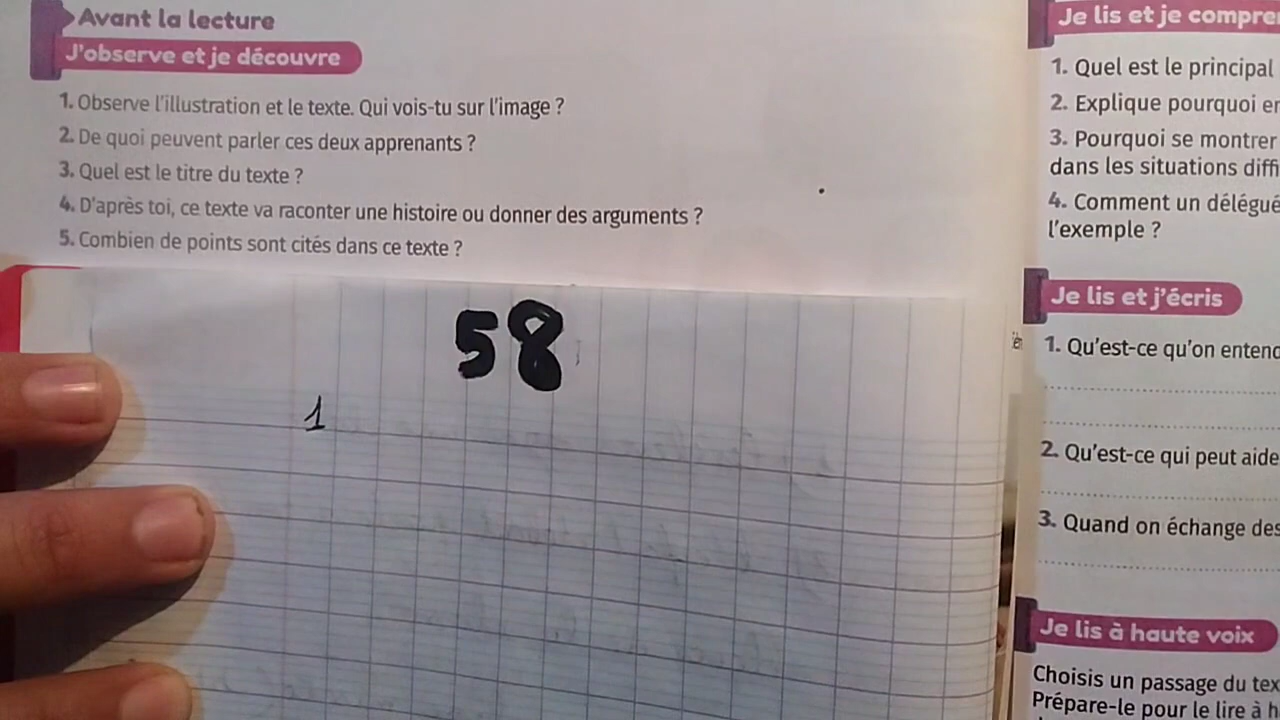 Avant la lecture
J'observe et je découvre
1. Observe l'illustration et le texte. Qui vois-tu sur l'image ?
2. De quoi peuvent parler ces deux apprenants ?
3. Quel est le titre du texte ?
4. D'après toi, ce texte va raconter une histoire ou donner des arguments ?
5. Combien de points sont cités dans ce texte ?
58
1
Je lis et je compre
1. Quel est le principal
2. Explique pourquoi
3. Pourquoi se montrer
dans les situations diffi
4. Comment un délégué
l'exemple ?
Je lis et j'écris
1. Qu'est-ce qu'on entend
2. Qu'est-ce qui peut aide
3. Quand on échange des
Je lis à haute voix
Choisis un passage du tex
Prépare-le pour le lire à h